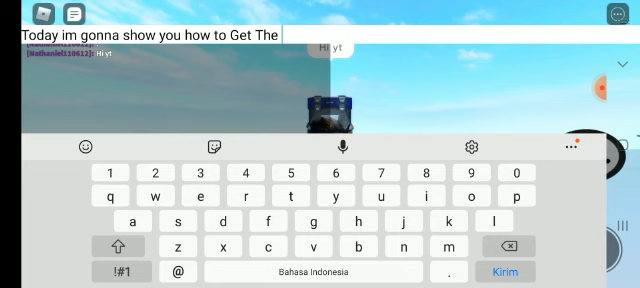 Today im gonna show you how to Get The
[Nathaniel110612]: Hi yt
Hi yt
1 2 3 4 5 6 7 8 9 0
q w e r t y u i o p
a s d f g h j k l
z x c v b n m
!#1 @ Bahasa Indonesia . Kirim